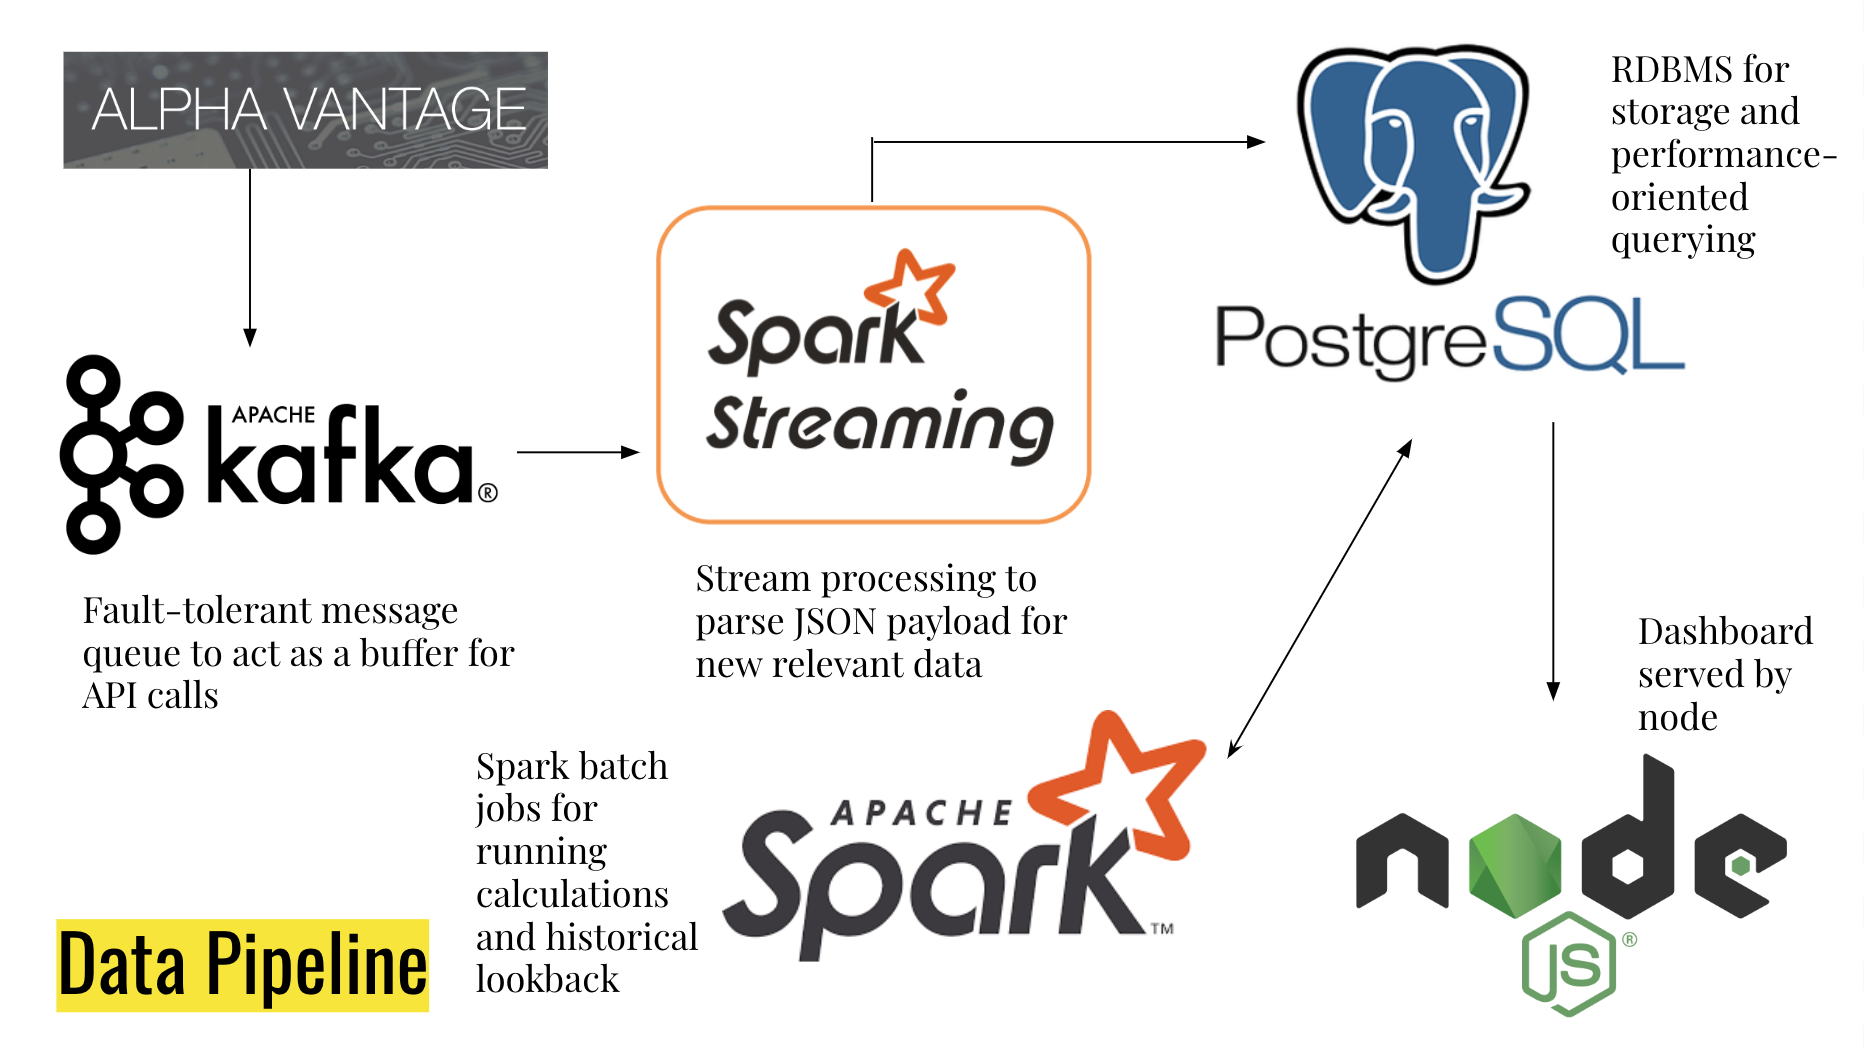 ALPHA VANTAGE
APACHE
kafka®
Fault-tolerant message
queue to act as a buffer for
API calls
Spark
Streaming
Stream processing to
parse JSON payload for
new relevant data
PostgreSQL
RDBMS for
storage and
performance-
oriented
querying
Spark batch
jobs for
running
calculations
and historical
lookback
APACHE
Spark™
Dashboard
served by
node
node
JS®
Data Pipeline